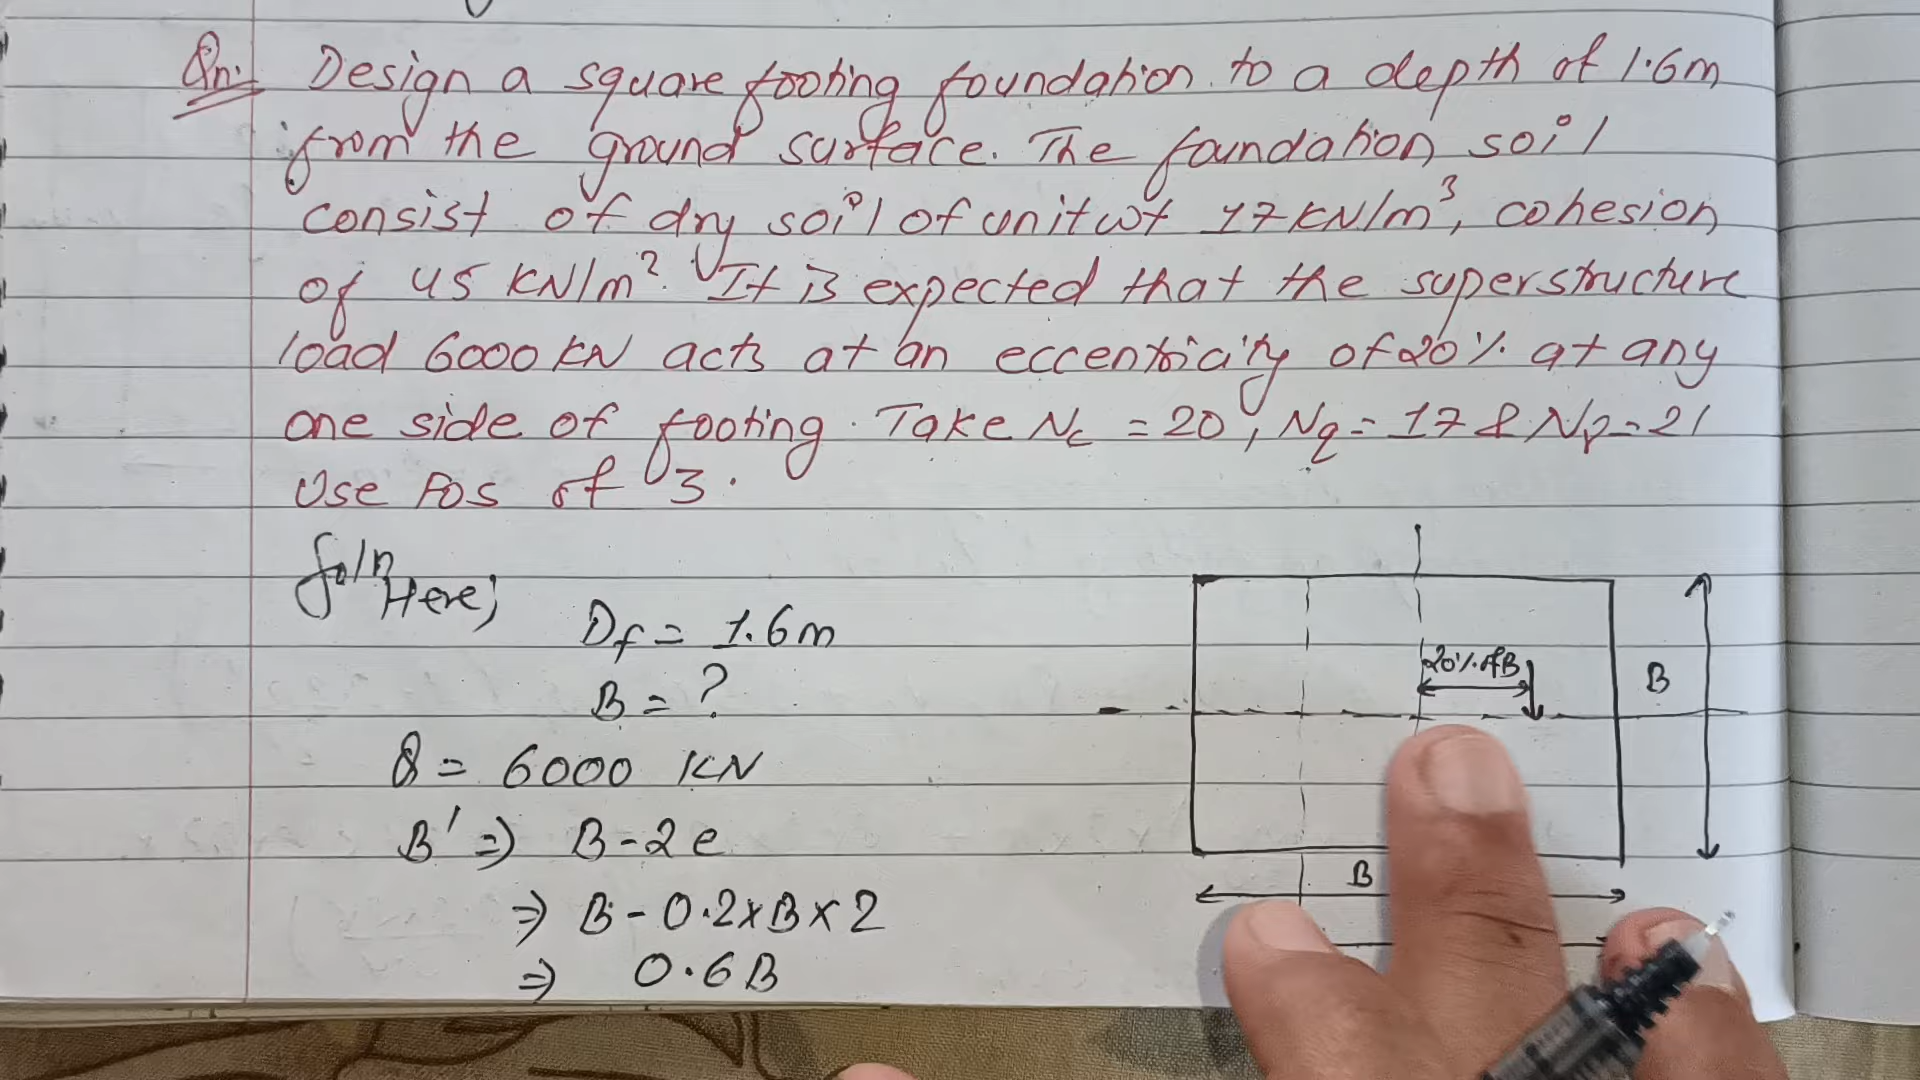 Qn:- Design a square footing foundation to a depth of 1.6m
from the ground surface. The foundation soil
consist of dry soil of unit wt 17 KN/m³, cohesion
of 45 KN/m². It is expected that the superstructure
load 6000 KN acts at an eccentricity of 20% at any
one side of footing. Take Nc = 20, Nq = 17 & Nγ = 21
Use FOS of 3.
Soln
Here;
Df = 1.6m
B = ?
Q = 6000 KN
B' ⇒ B-2e
⇒ B - 0.2×B×2
⇒ 0.6B
20% of B
B
B